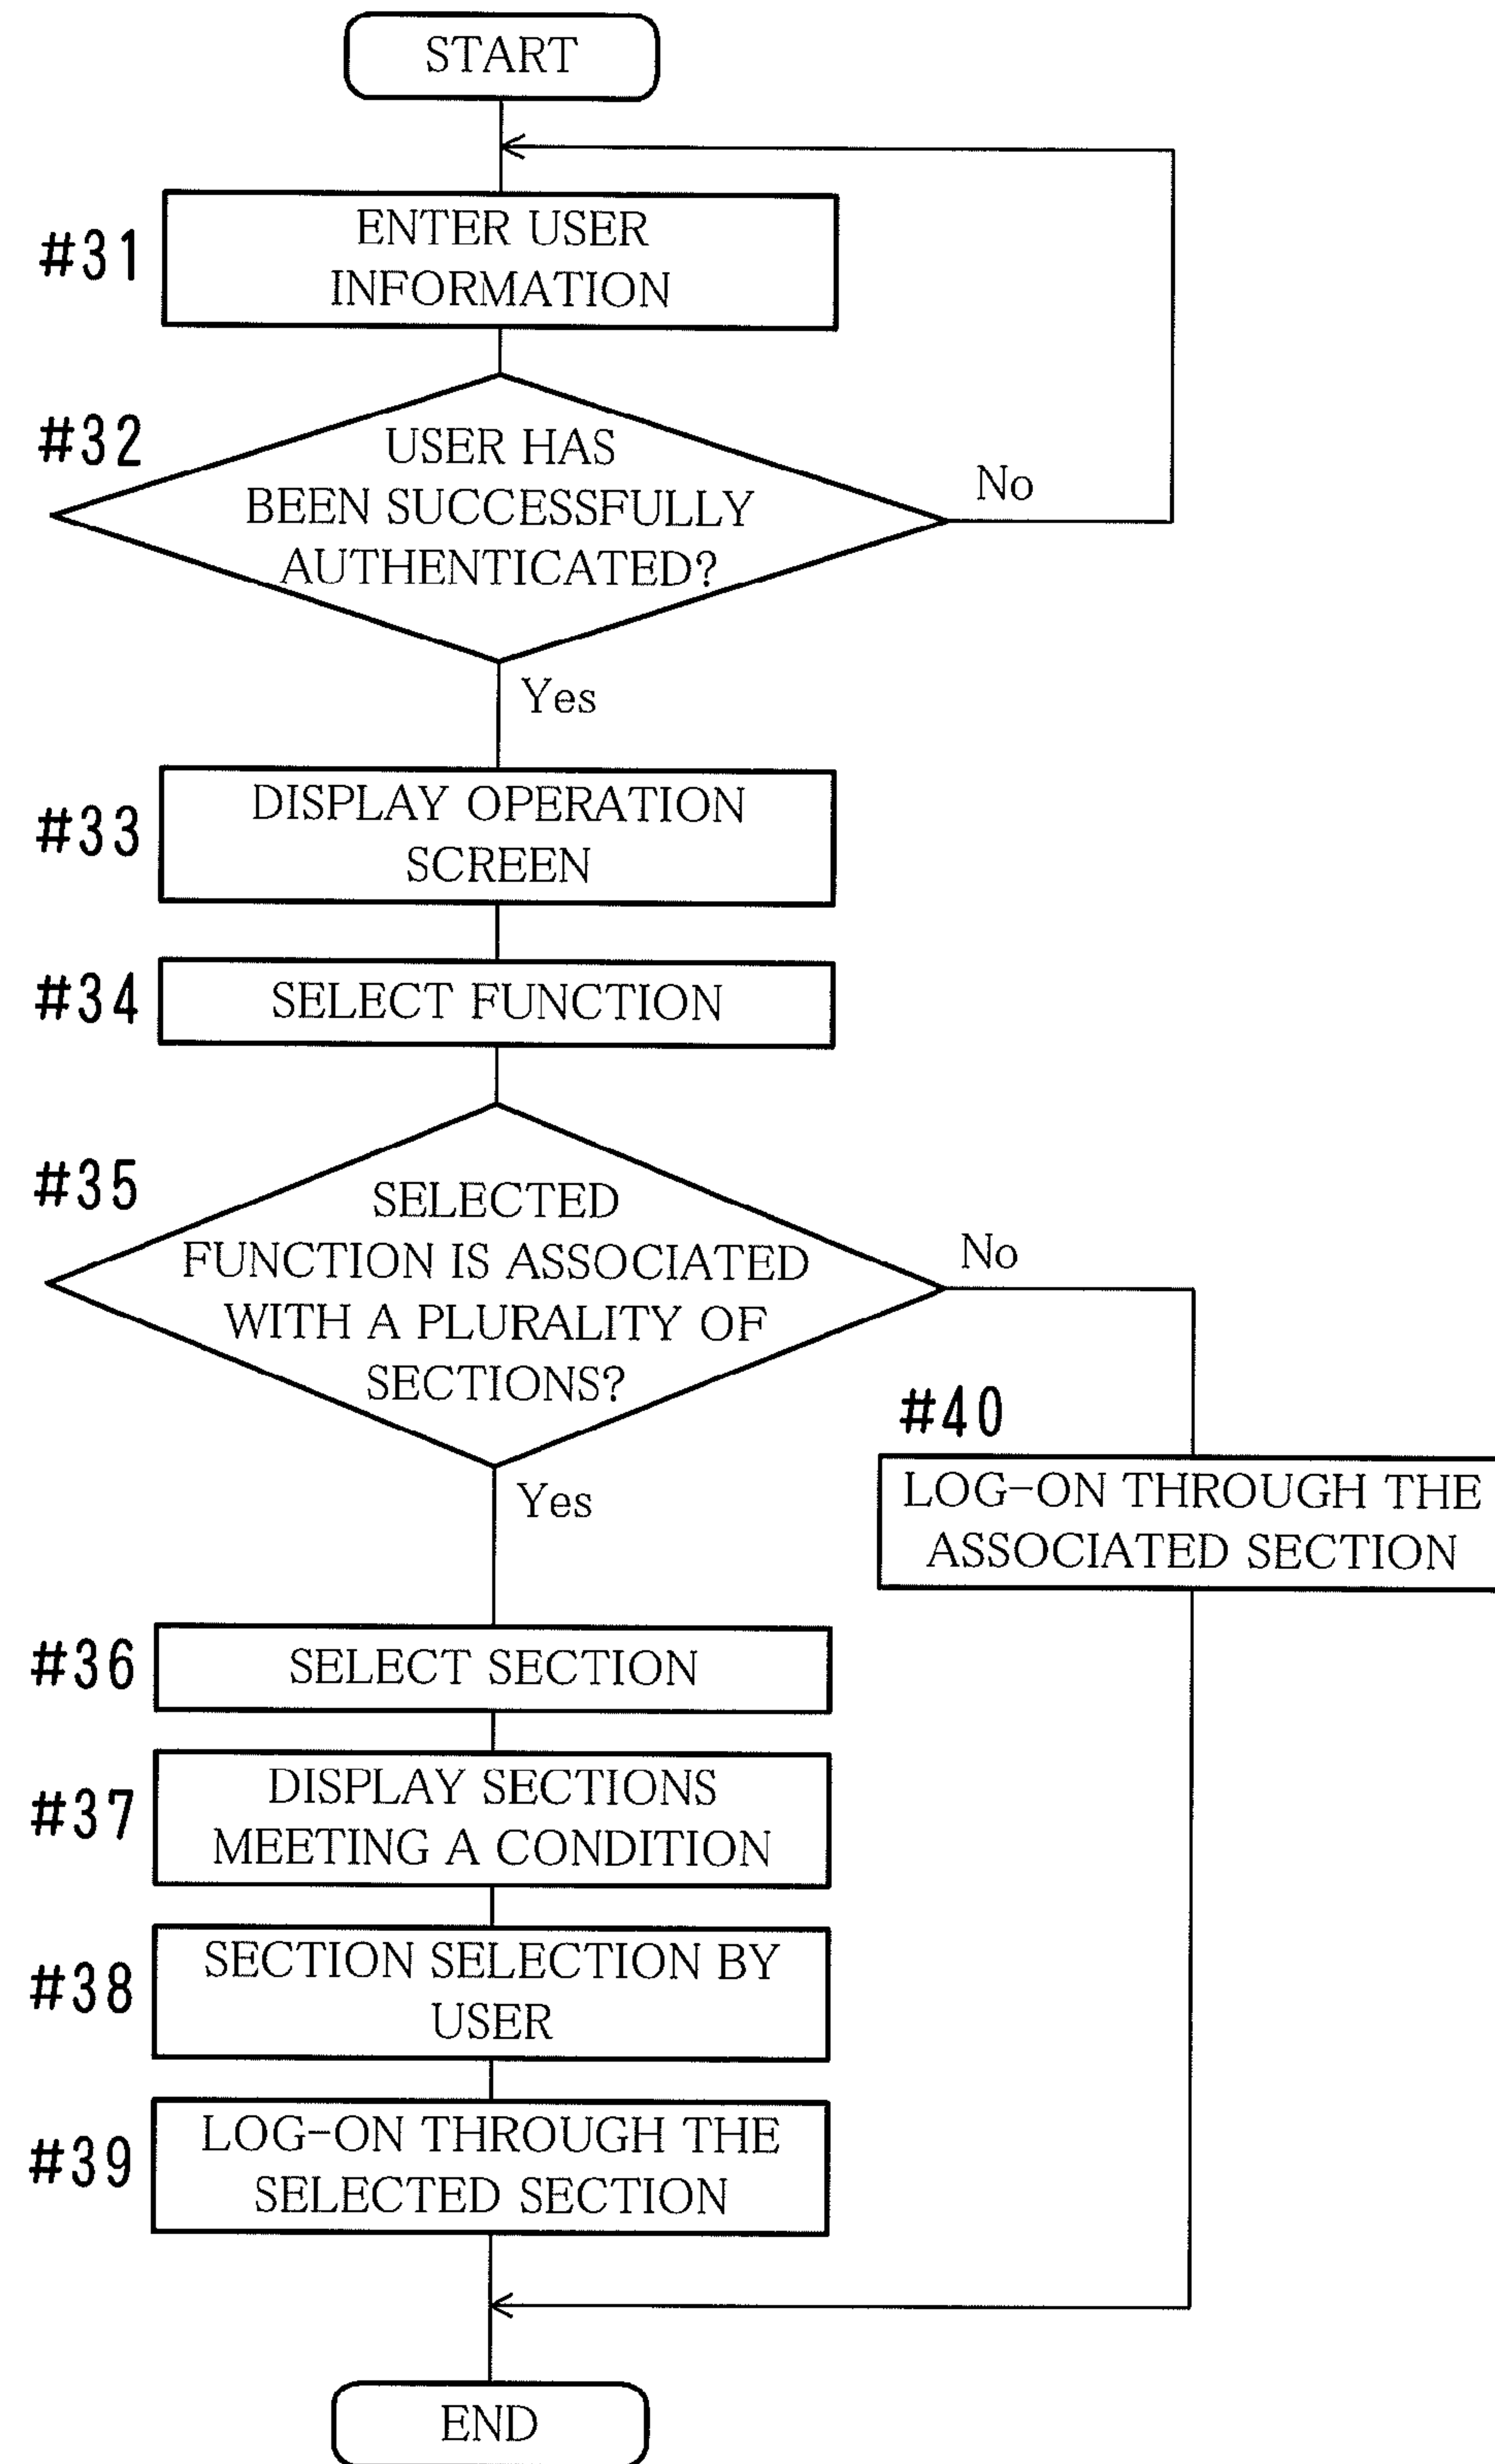 START
#31
ENTER USER
INFORMATION
#32
USER HAS
BEEN SUCCESSFULLY
AUTHENTICATED?
No
Yes
#33
DISPLAY OPERATION
SCREEN
#34
SELECT FUNCTION
#35
SELECTED
FUNCTION IS ASSOCIATED
WITH A PLURALITY OF
SECTIONS?
No
Yes
#40
LOG-ON THROUGH THE
ASSOCIATED SECTION
#36
SELECT SECTION
#37
DISPLAY SECTIONS
MEETING A CONDITION
#38
SECTION SELECTION BY
USER
#39
LOG-ON THROUGH THE
SELECTED SECTION
END